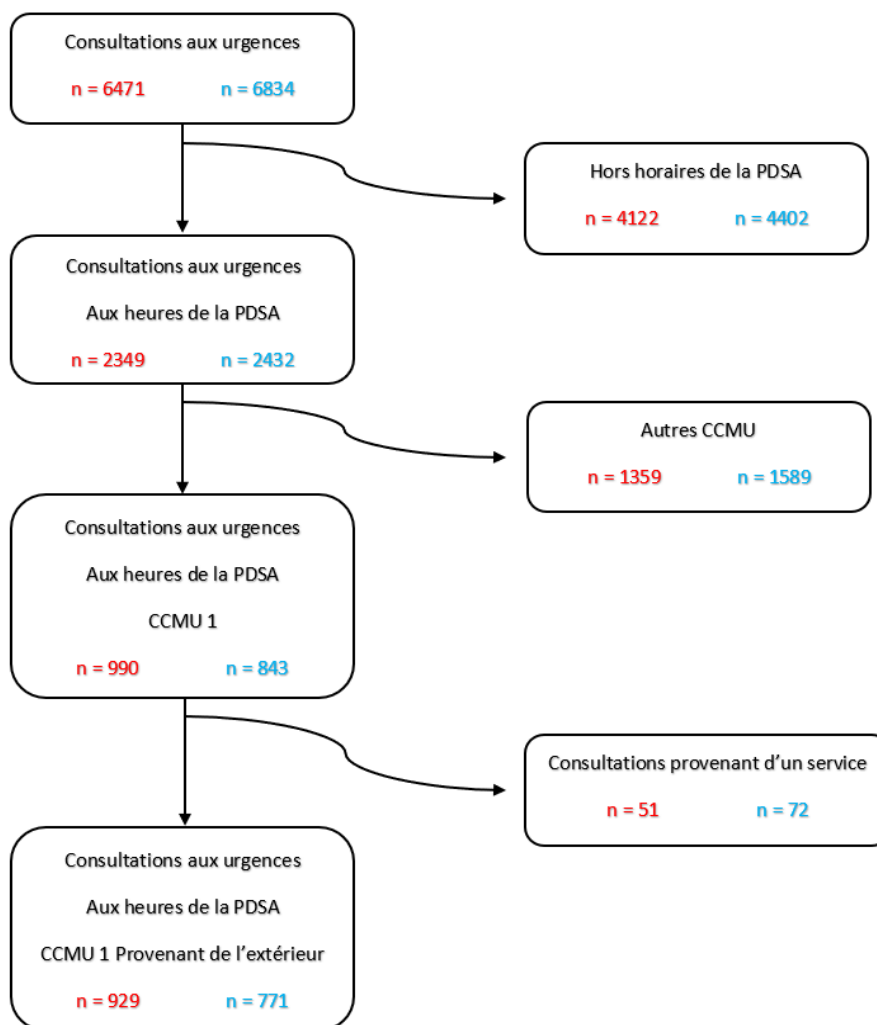 Consultations aux urgences
n = 6471 n = 6834
Hors horaires de la PDSA
n = 4122 n = 4402
Consultations aux urgences
Aux heures de la PDSA
n = 2349 n = 2432
Autres CCMU
n = 1359 n = 1589
Consultations aux urgences
Aux heures de la PDSA
CCMU 1
n = 990 n = 843
Consultations provenant d’un service
n = 51 n = 72
Consultations aux urgences
Aux heures de la PDSA
CCMU 1 Provenant de l’extérieur
n = 929 n = 771